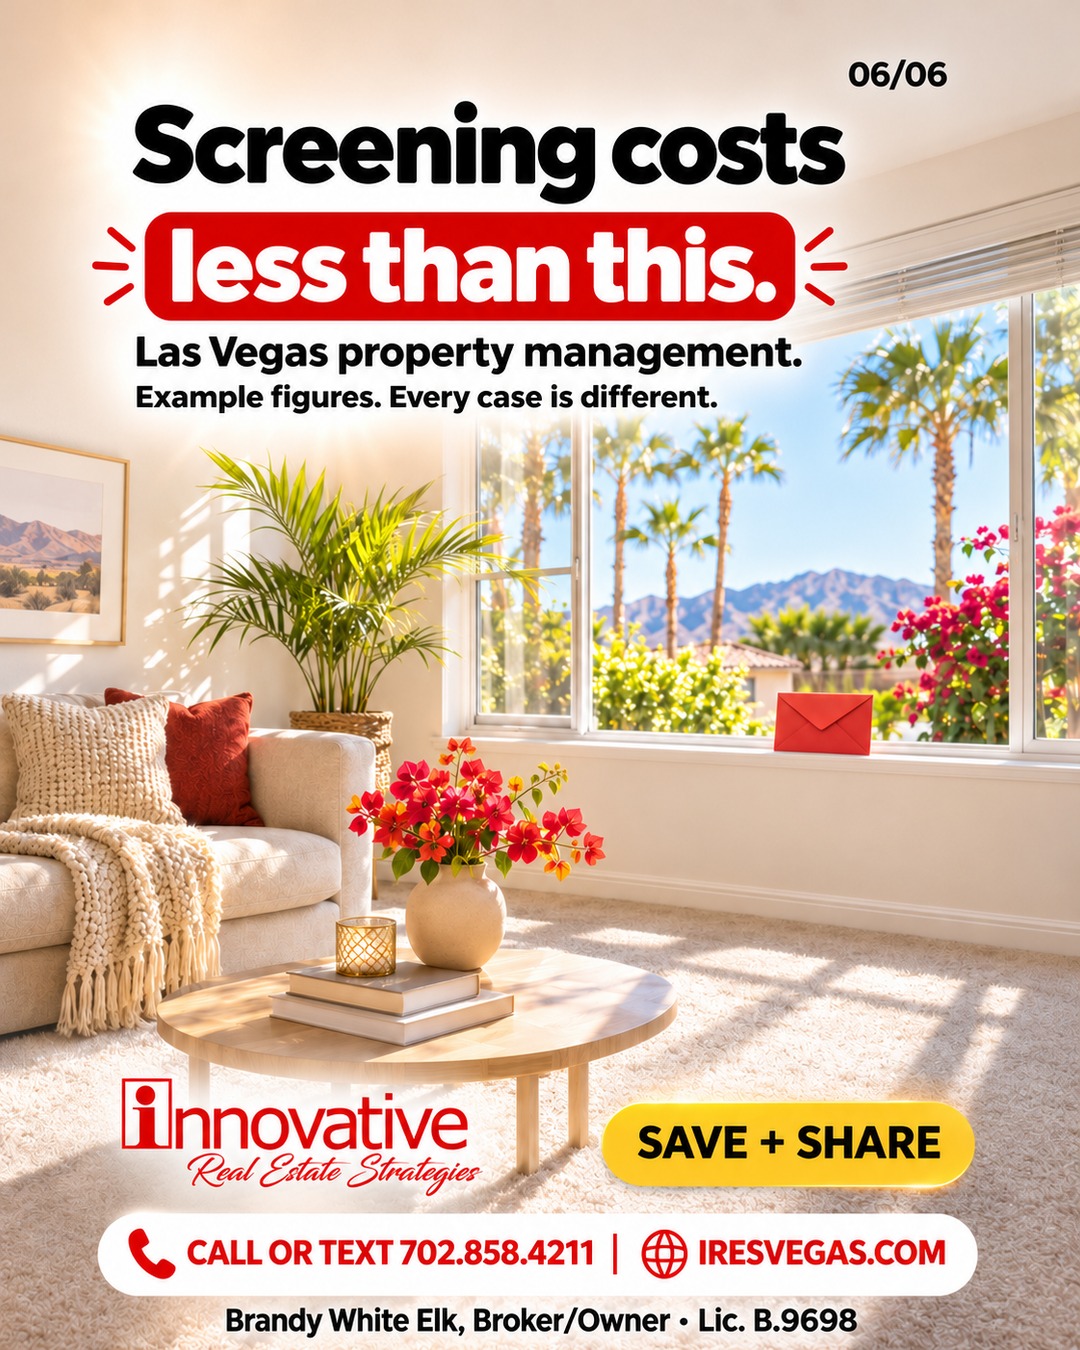 06/06
Screening costs
less than this.
Las Vegas property management.
Example figures. Every case is different.
innovative
Real Estate Strategies
SAVE + SHARE
CALL OR TEXT 702.858.4211 | IRESVEGAS.COM
Brandy White Elk, Broker/Owner • Lic. B.9698